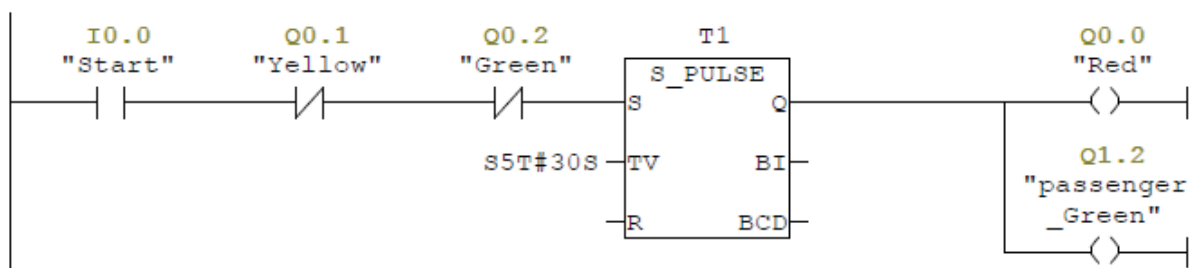 I0.0 Q0.1 Q0.2 T1 Q0.0
"Start" "Yellow" "Green" S_PULSE "Red"
S Q
S5T#30S TV BI Q1.2
"passenger
_Green"
R BCD